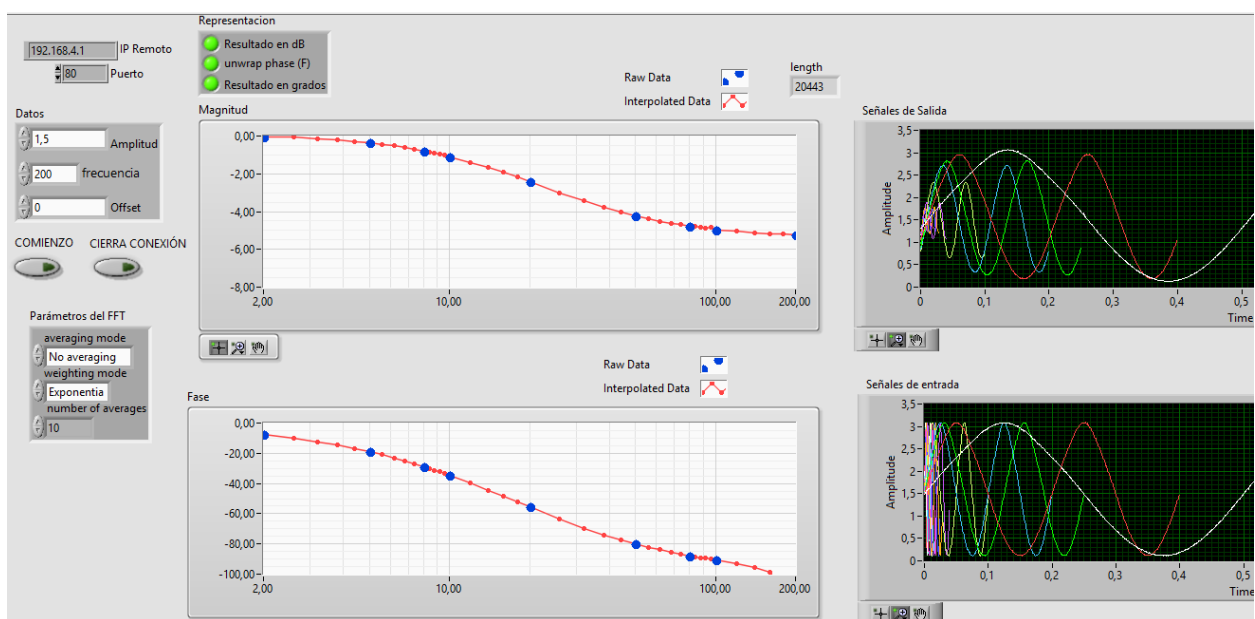 Representacion
192.168.4.1 IP Remoto
80 Puerto
Resultado en dB
unwrap phase (F)
Resultado en grados
Raw Data
Interpolated Data
length
20443
Datos
1,5 Amplitud
200 frecuencia
0 Offset
COMIENZO CIERRA CONEXIÓN
Parámetros del FFT
averaging mode
No averaging
weighting mode
Exponentia
number of averages
10
Magnitud
0,00
-2,00
-4,00
-6,00
-8,00
2,00 10,00 100,00 200,00
Raw Data
Interpolated Data
Fase
0,00
-20,00
-40,00
-60,00
-80,00
-100,00
2,00 10,00 100,00 200,00
Señales de Salida
Amplitude
3,5
3
2,5
2
1,5
1
0,5
0
0 0,1 0,2 0,3 0,4 0,5
Time
Señales de entrada
Amplitude
3,5
3
2,5
2
1,5
1
0,5
0
0 0,1 0,2 0,3 0,4 0,5
Time